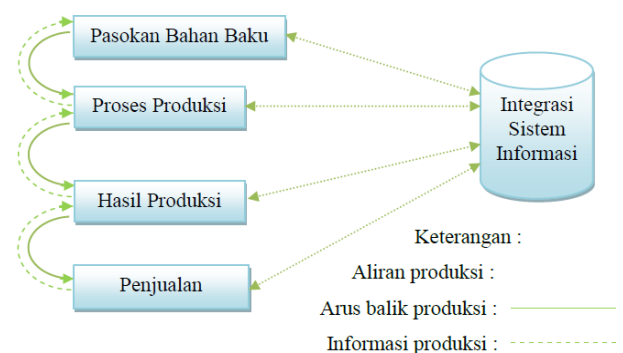 Pasokan Bahan Baku
Proses Produksi
Hasil Produksi
Penjualan
Integrasi
Sistem
Informasi
Keterangan :
Aliran produksi :
Arus balik produksi :
Informasi produksi :